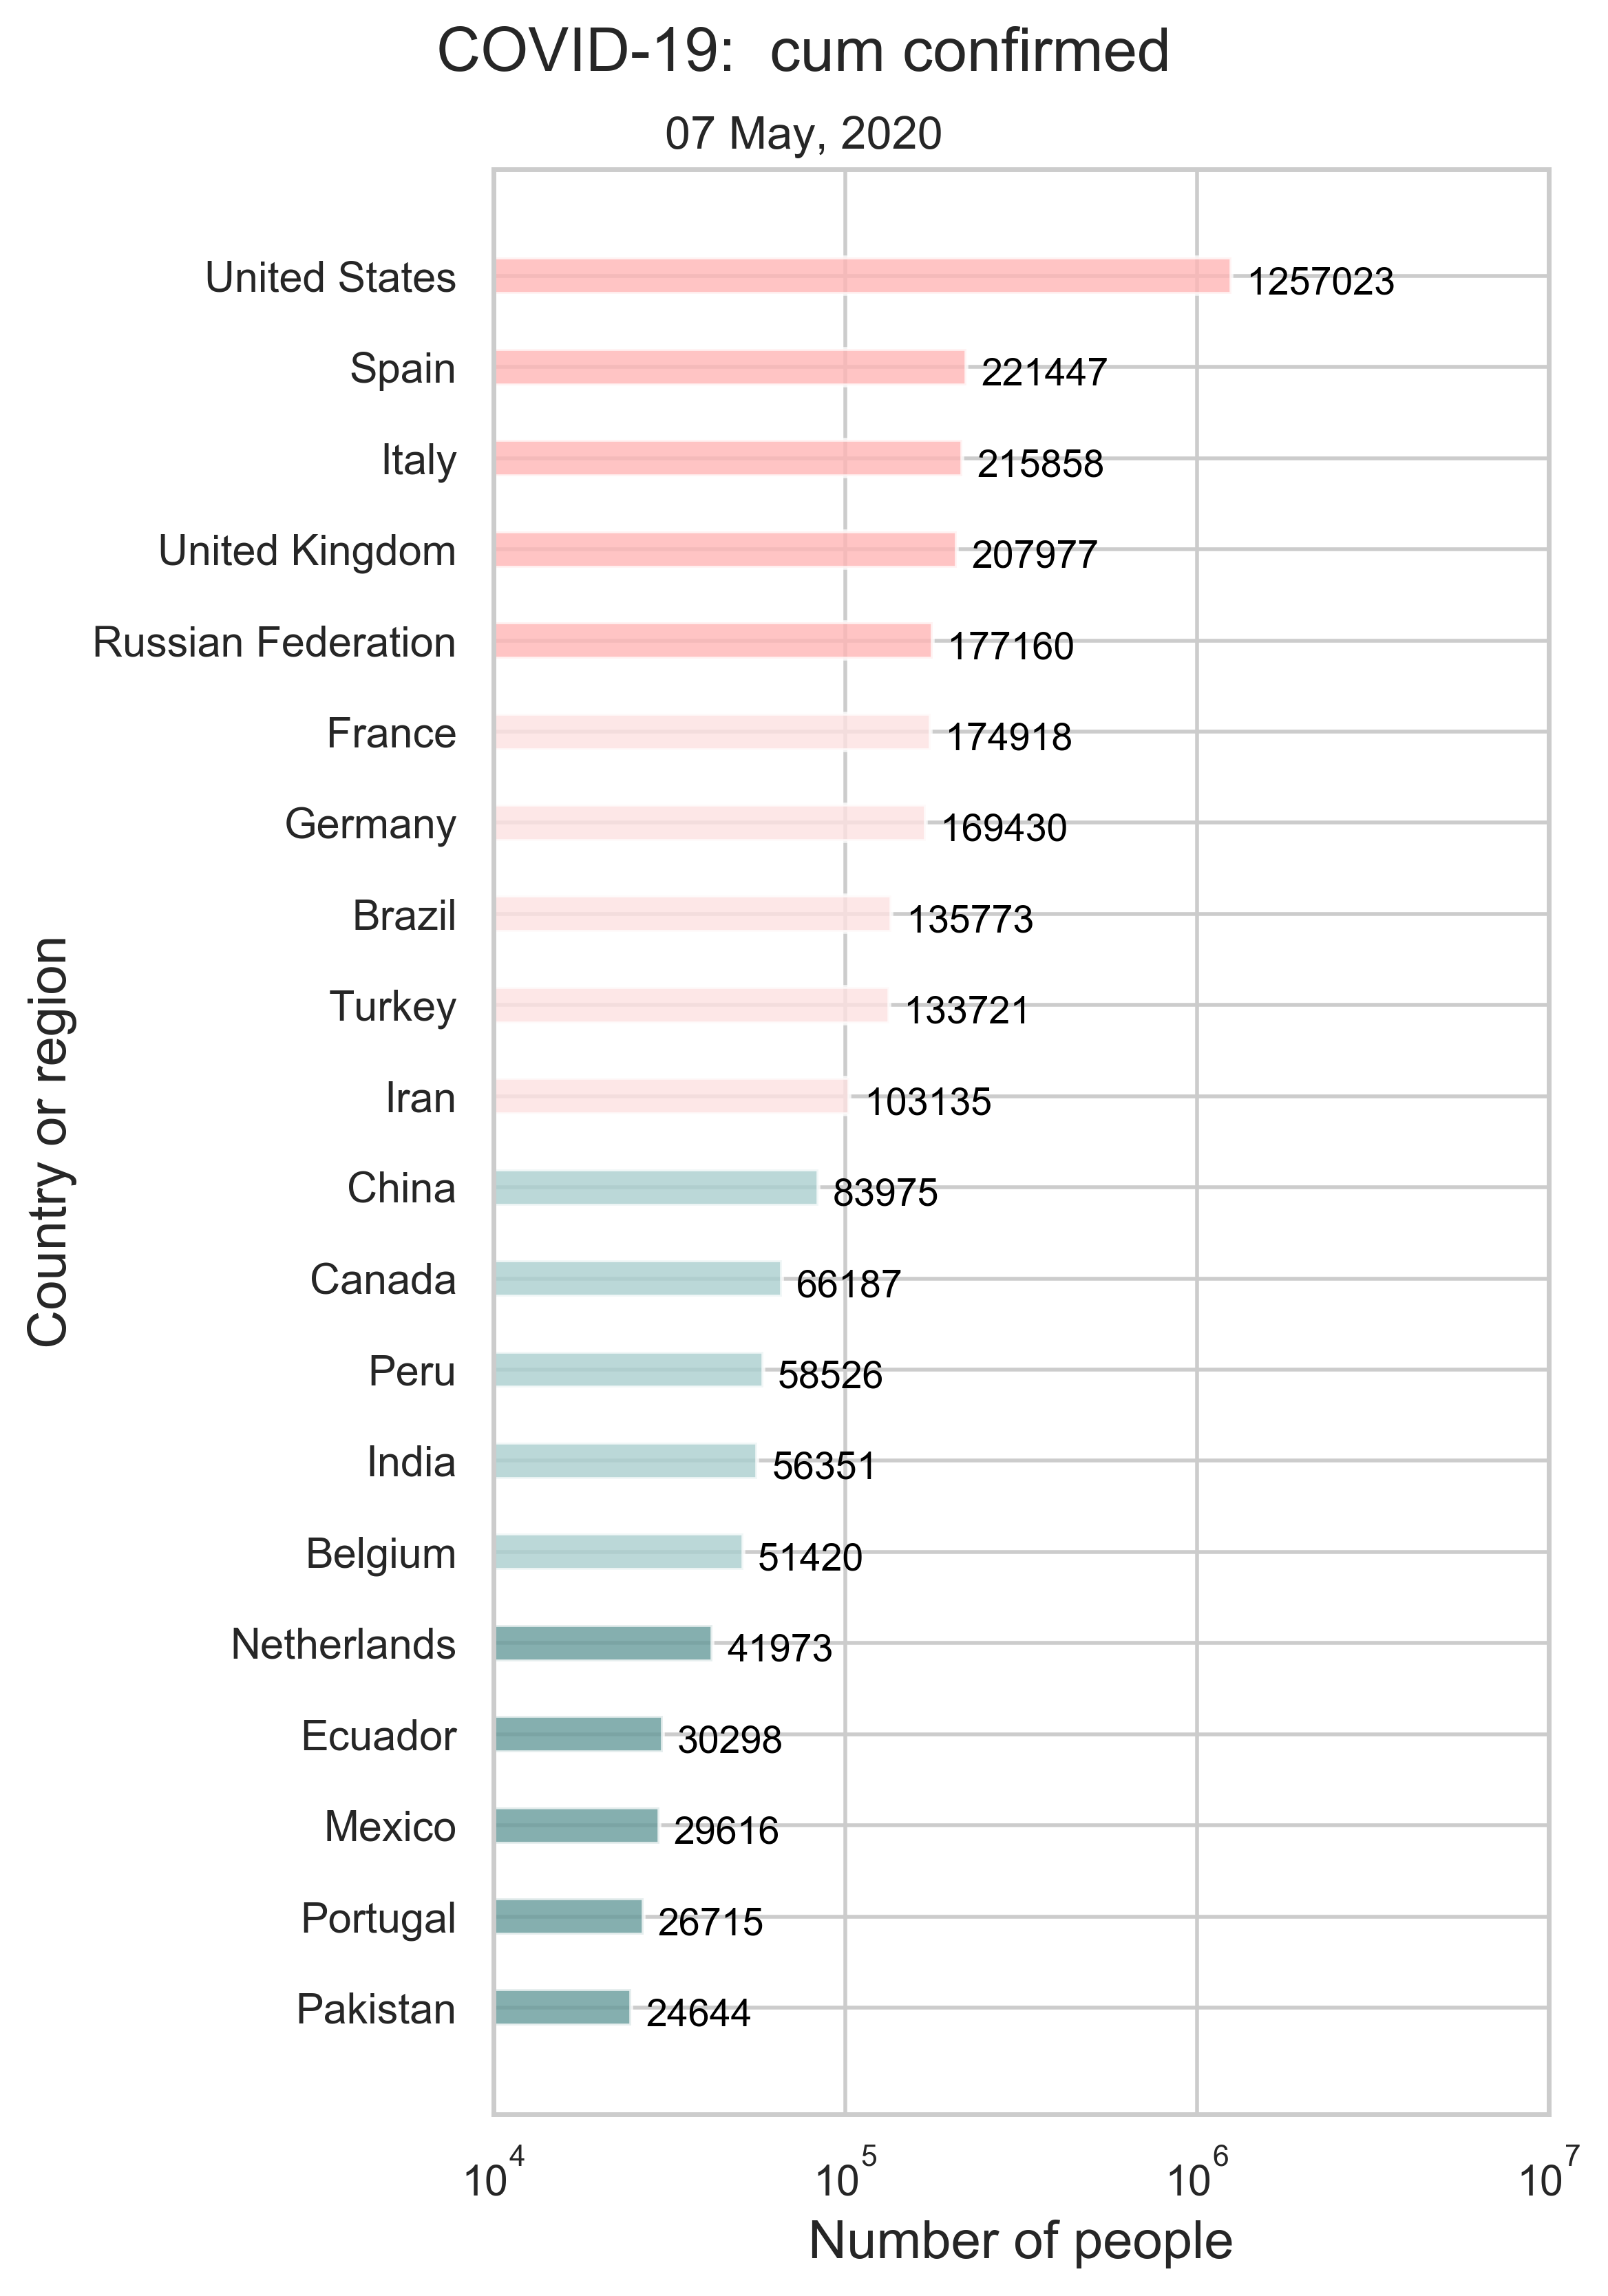 COVID-19:  cum confirmed
07 May, 2020
Country or region
United States 1257023
Spain 221447
Italy 215858
United Kingdom 207977
Russian Federation 177160
France 174918
Germany 169430
Brazil 135773
Turkey 133721
Iran 103135
China 83975
Canada 66187
Peru 58526
India 56351
Belgium 51420
Netherlands 41973
Ecuador 30298
Mexico 29616
Portugal 26715
Pakistan 24644
10⁴ 10⁵ 10⁶ 10⁷
Number of people